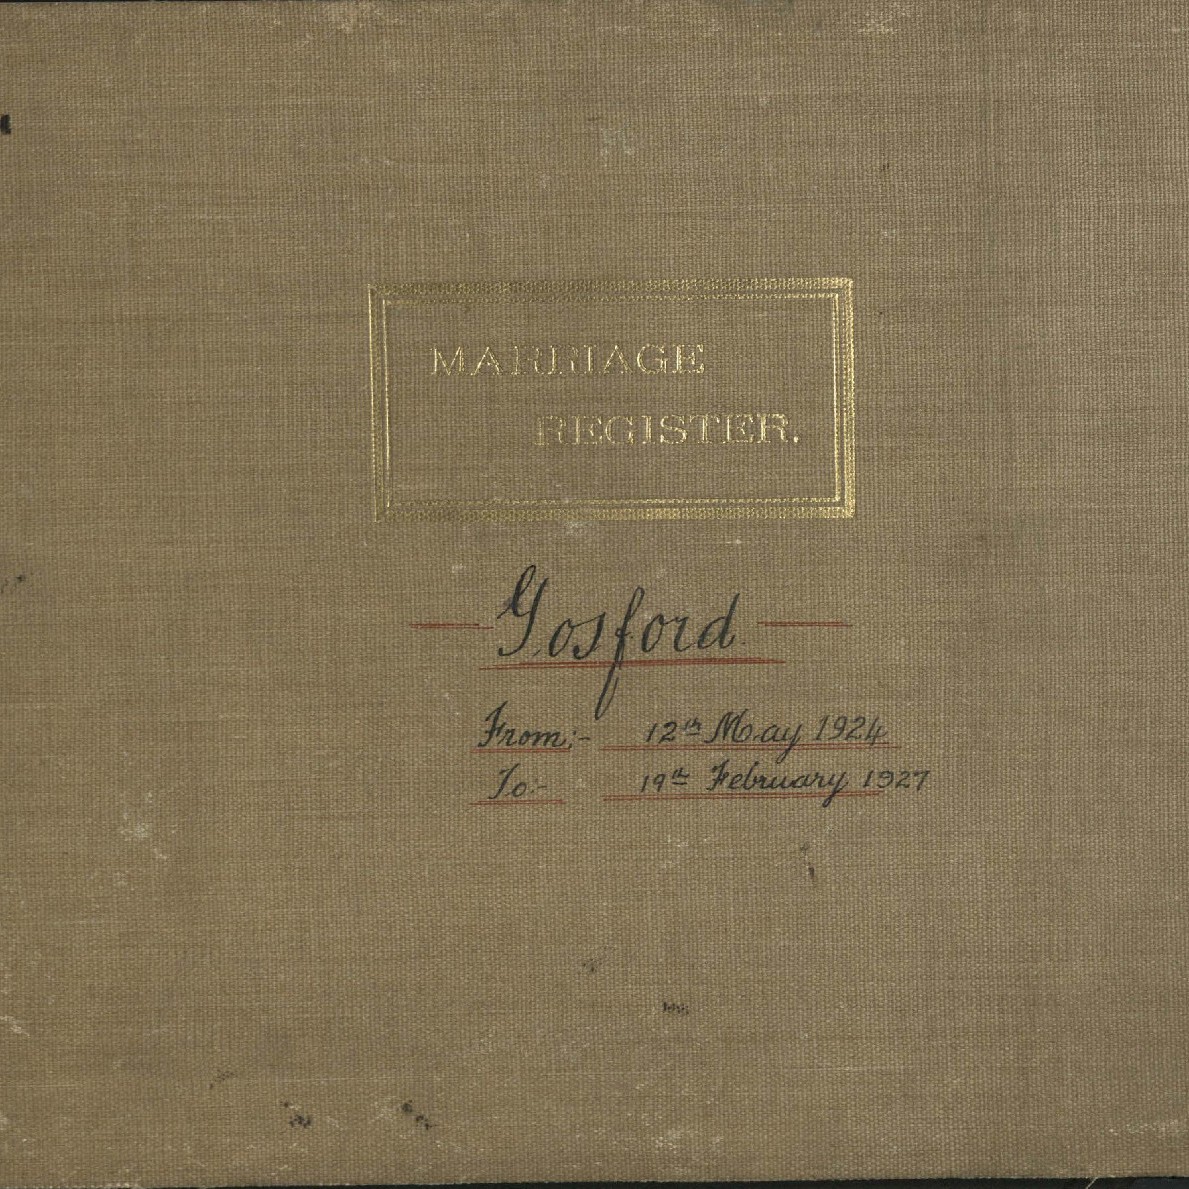 MARRIAGE
REGISTER.
Gosford
From:- 12th May 1924
To:- 19th February 1927